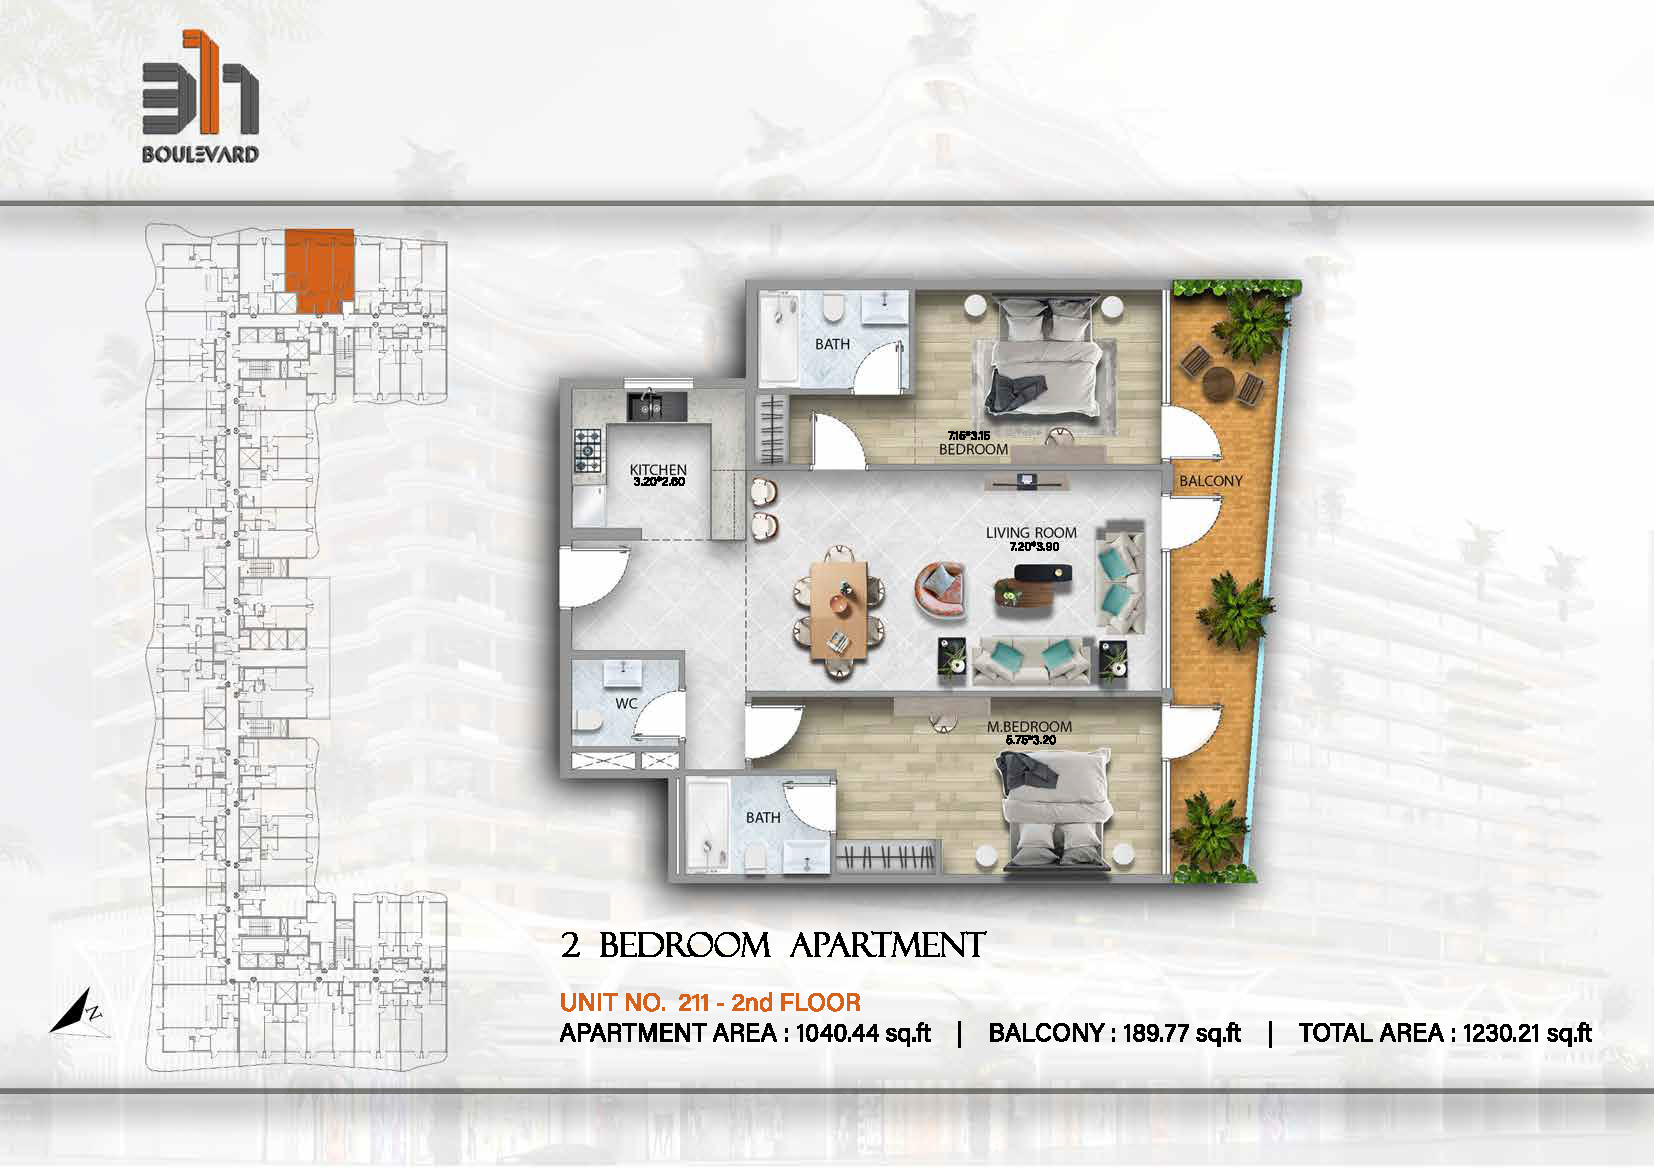 311
BOULEVARD
BATH
7.15*3.15
BEDROOM
KITCHEN
3.20*2.60
BALCONY
LIVING ROOM
7.20*3.90
WC
M.BEDROOM
5.75*3.20
BATH
Z
2 BEDROOM APARTMENT
UNIT NO. 211 - 2nd FLOOR
APARTMENT AREA : 1040.44 sq.ft | BALCONY : 189.77 sq.ft | TOTAL AREA : 1230.21 sq.ft